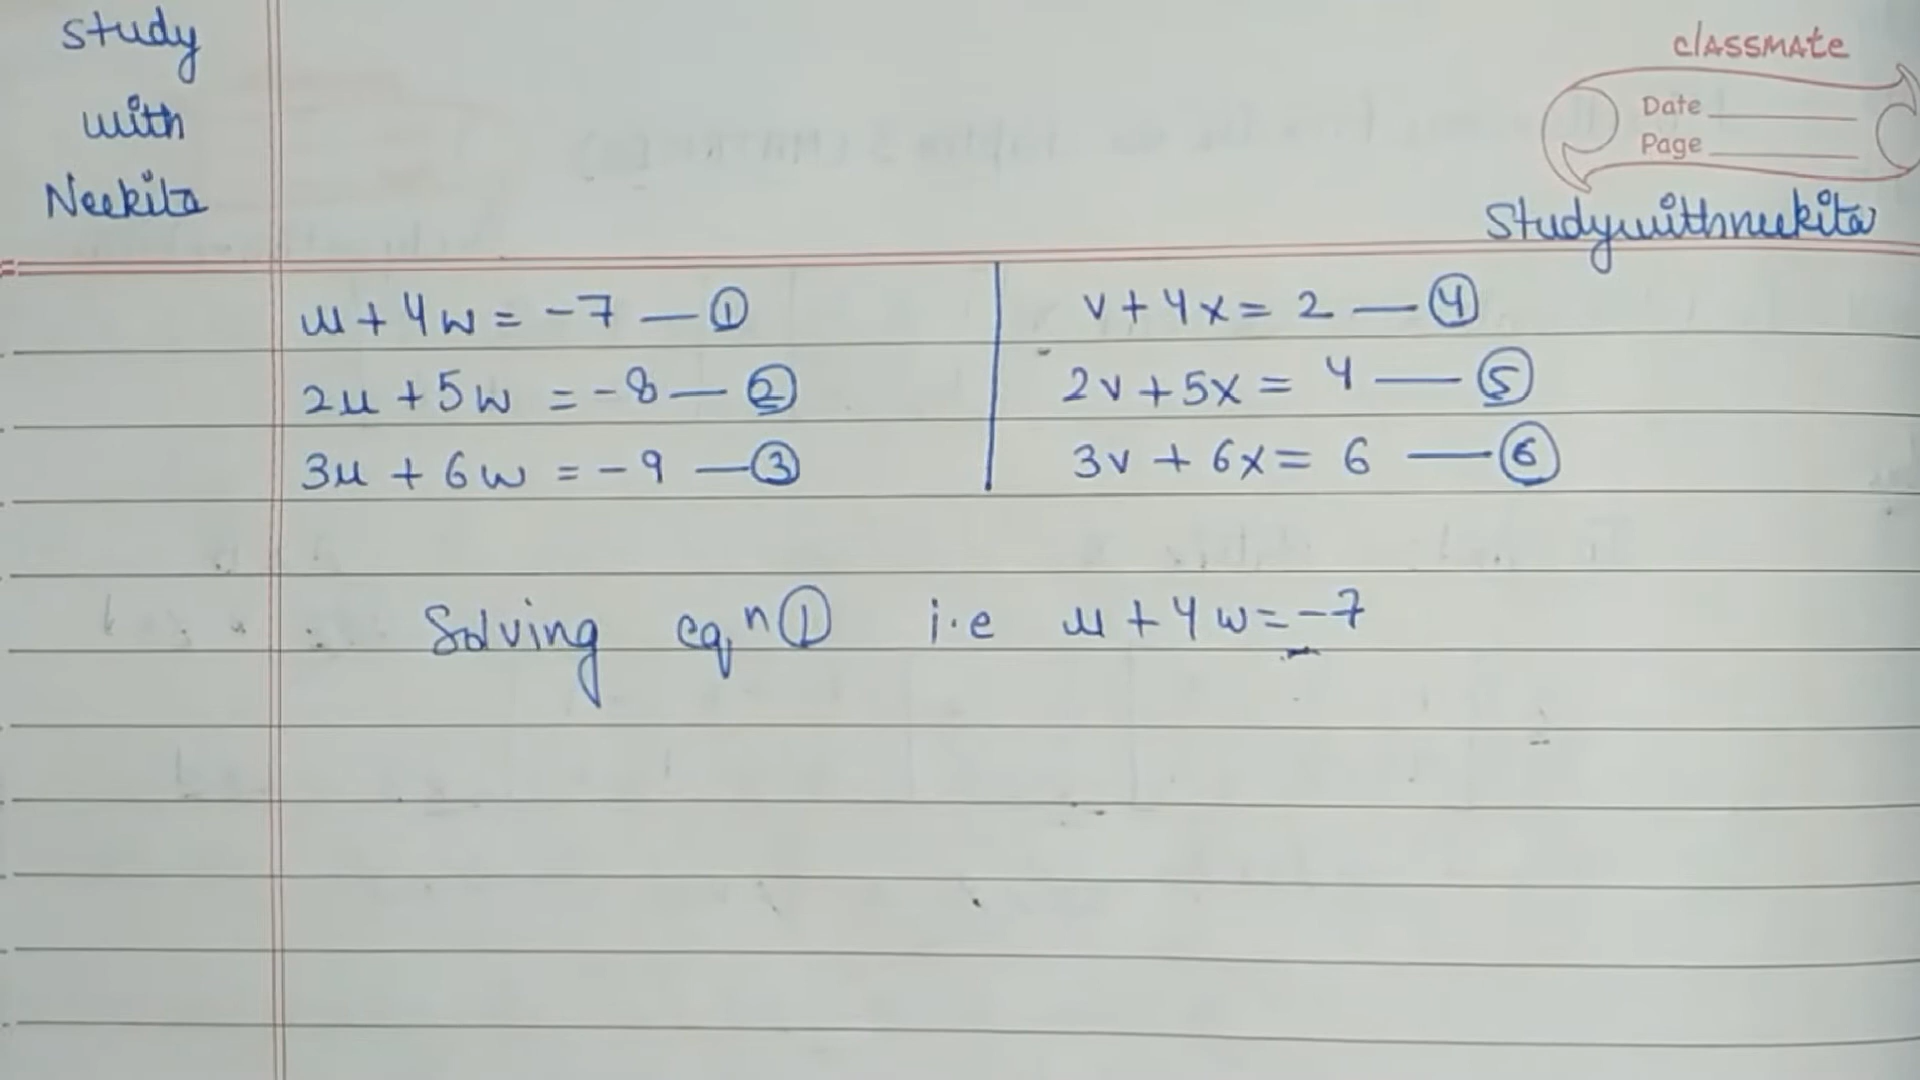 study
with
Neekita
classmate
Date
Page
Studywithneekita
u + 4w = -7 — ①
2u + 5w = -8 — ②
3u + 6w = -9 — ③
v + 4x = 2 — ④
2v + 5x = 4 — ⑤
3v + 6x = 6 — ⑥
Solving eqⁿ ① i.e u + 4w = -7